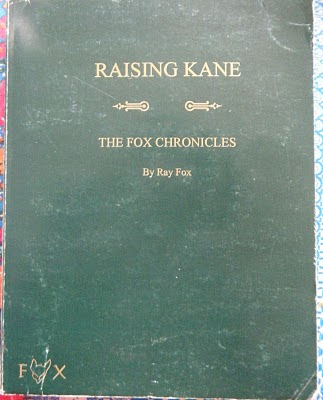 RAISING KANE
THE FOX CHRONICLES
By Ray Fox
F X